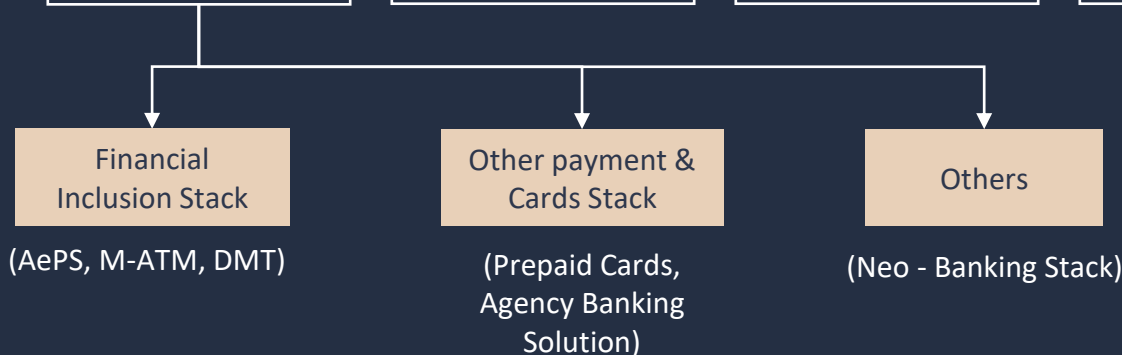 Financial
Inclusion Stack
(AePS, M-ATM, DMT)
Other payment &
Cards Stack
(Prepaid Cards,
Agency Banking
Solution)
Others
(Neo - Banking Stack)